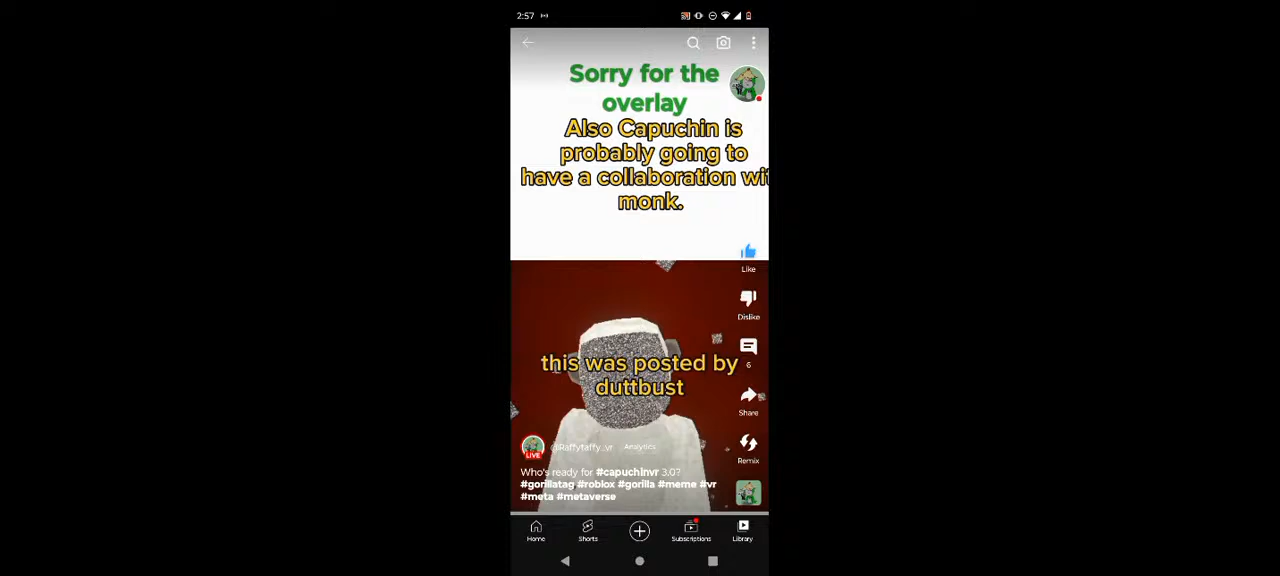 2:57
Sorry for the
overlay
Also Capuchin is
probably going to
have a collaboration wit
monk.
Like
Dislike
this was posted by
duttbust
6
Share
@Raffytaffy_vr Analytics
LIVE
Remix
Who's ready for #capuchinvr 3.0?
#gorillatag #roblox #gorilla #meme #vr
#meta #metaverse
Home
Shorts
Subscriptions
Library